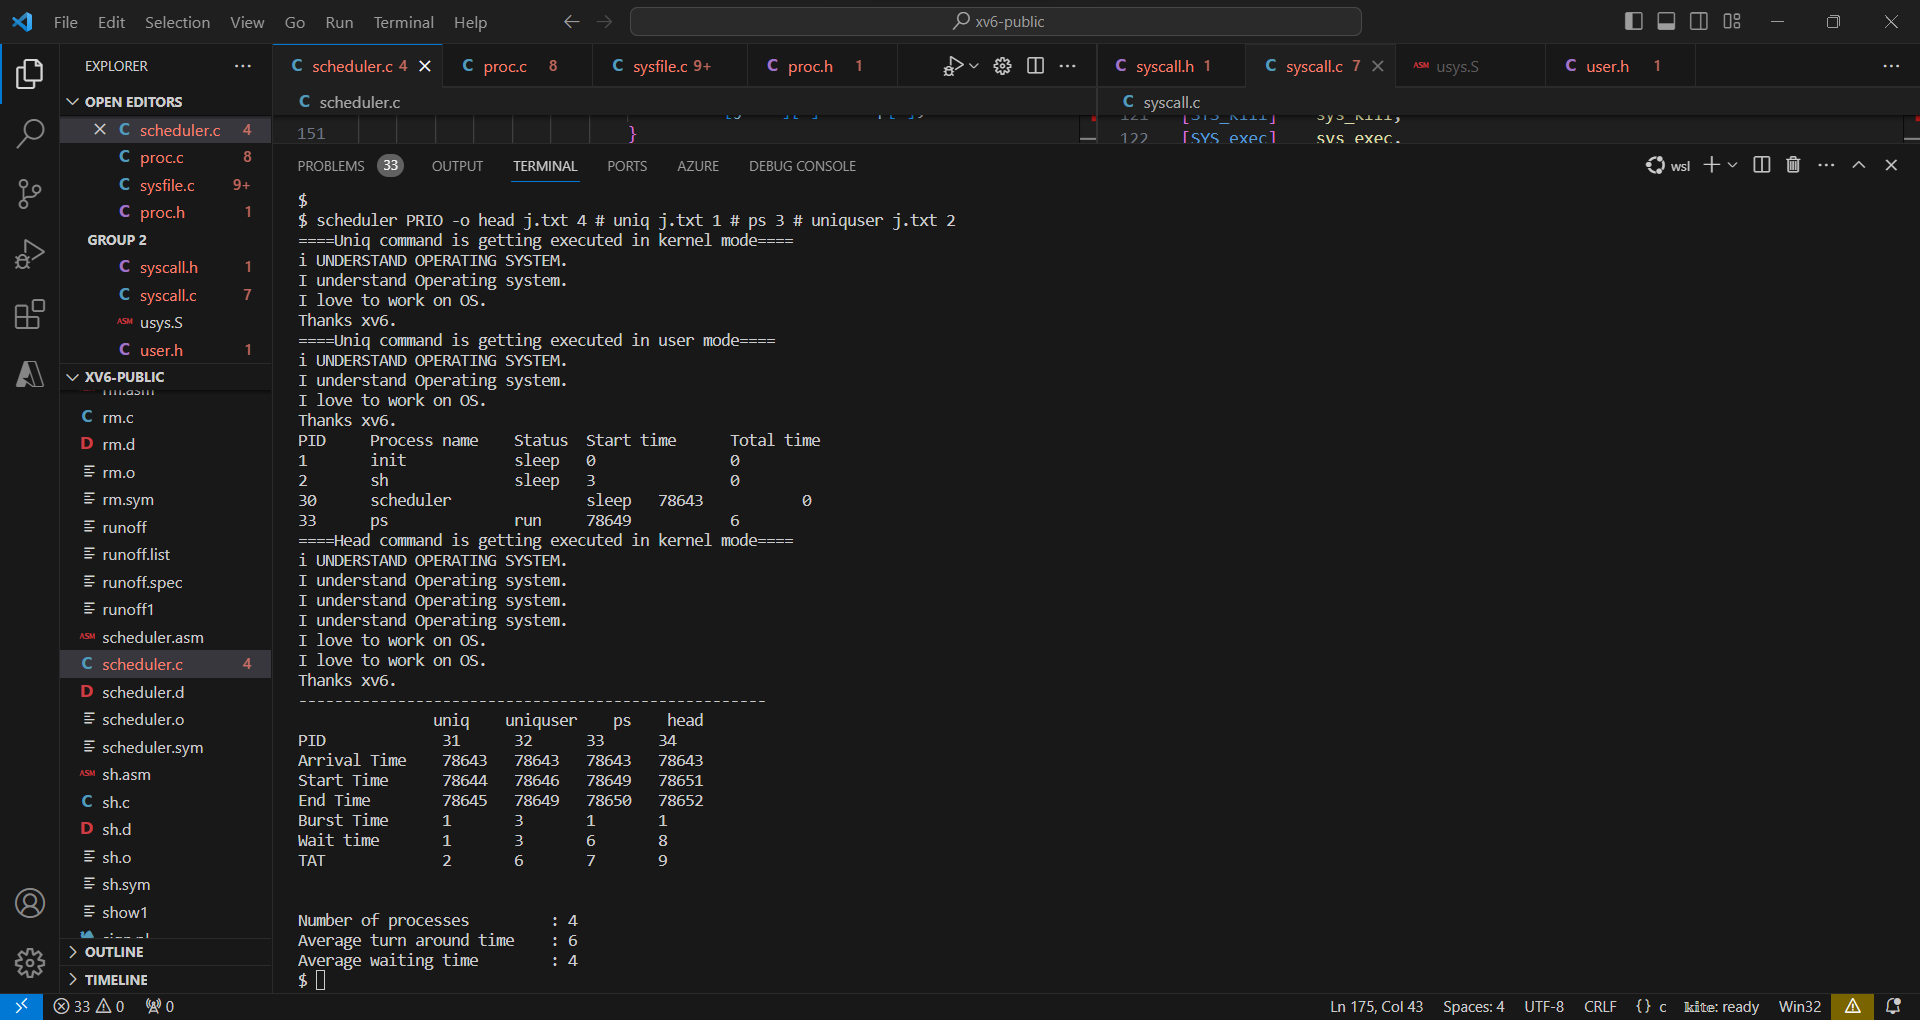 File Edit Selection View Go Run Terminal Help
xv6-public
EXPLORER
OPEN EDITORS
scheduler.c 4
proc.c 8
sysfile.c 9+
proc.h 1
GROUP 2
syscall.h 1
syscall.c 7
usys.S
user.h 1
XV6-PUBLIC
rm.asm
rm.c
rm.d
rm.o
rm.sym
runoff
runoff.list
runoff.spec
runoff1
scheduler.asm
scheduler.c 4
scheduler.d
scheduler.o
scheduler.sym
sh.asm
sh.c
sh.d
sh.o
sh.sym
show1
OUTLINE
TIMELINE
scheduler.c 4 proc.c 8 sysfile.c 9+ proc.h 1
scheduler.c
151 }
syscall.h 1 syscall.c 7 usys.S user.h 1
syscall.c
121 [SYS_kill] sys_kill,
122 [SYS_exec] sys_exec,
PROBLEMS 33 OUTPUT TERMINAL PORTS AZURE DEBUG CONSOLE
wsl
$
$ scheduler PRIO -o head j.txt 4 # uniq j.txt 1 # ps 3 # uniquser j.txt 2
====Uniq command is getting executed in kernel mode====
i UNDERSTAND OPERATING SYSTEM.
I understand Operating system.
I love to work on OS.
Thanks xv6.
====Uniq command is getting executed in user mode====
i UNDERSTAND OPERATING SYSTEM.
I understand Operating system.
I love to work on OS.
Thanks xv6.
PID Process name Status Start time Total time
1 init sleep 0 0
2 sh sleep 3 0
30 scheduler sleep 78643 0
33 ps run 78649 6
====Head command is getting executed in kernel mode====
i UNDERSTAND OPERATING SYSTEM.
I understand Operating system.
I understand Operating system.
I understand Operating system.
I love to work on OS.
I love to work on OS.
Thanks xv6.
----------------------------------------------------
uniq uniquser ps head
PID 31 32 33 34
Arrival Time 78643 78643 78643 78643
Start Time 78644 78646 78649 78651
End Time 78645 78649 78650 78652
Burst Time 1 3 1 1
Wait time 1 3 6 8
TAT 2 6 7 9
Number of processes : 4
Average turn around time : 6
Average waiting time : 4
$
33 0 0
Ln 175, Col 43 Spaces: 4 UTF-8 CRLF {} c kite: ready Win32